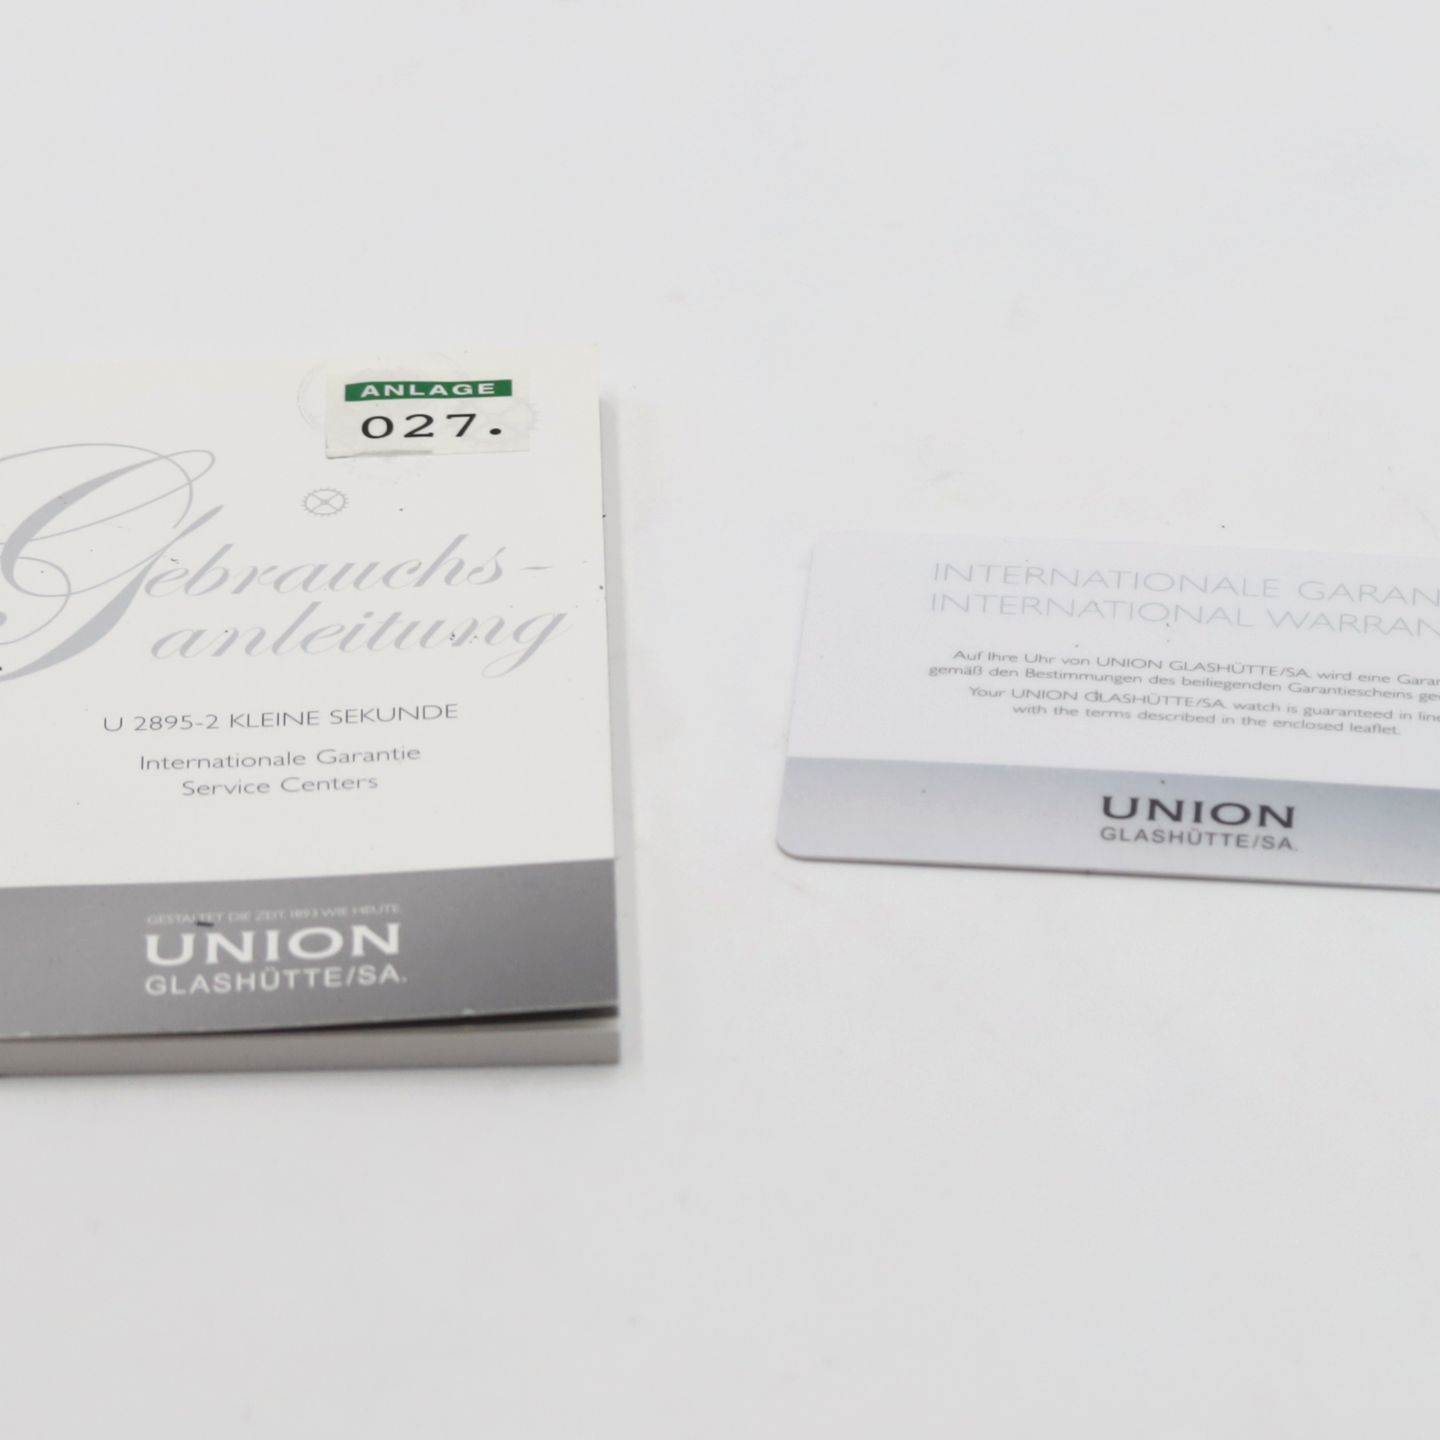 ANLAGE
027.
Gebrauchs-
anleitung
U 2895-2 KLEINE SEKUNDE
Internationale Garantie
Service Centers
GESTALTET DIE ZEIT. 1893 WIE HEUTE.
UNION
GLASHÜTTE/SA.
INTERNATIONALE GARAN
INTERNATIONAL WARRAN
Auf Ihre Uhr von UNION GLASHÜTTE/SA. wird eine Garan
gemäß den Bestimmungen des beiliegenden Garantiescheins ge
Your UNION GLASHÜTTE/SA. watch is guaranteed in line
with the terms described in the enclosed leaflet.
UNION
GLASHÜTTE/SA.